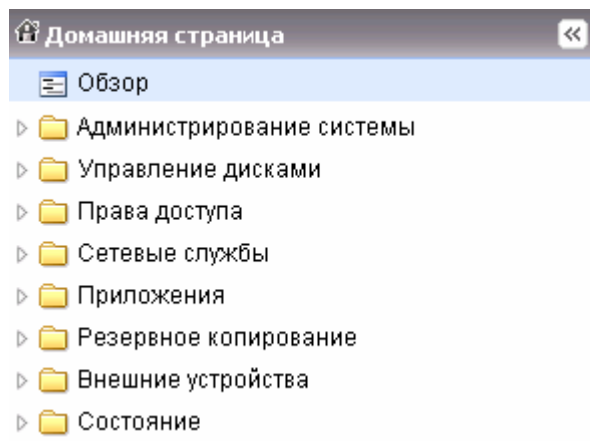 Домашняя страница
Обзор
Администрирование системы
Управление дисками
Права доступа
Сетевые службы
Приложения
Резервное копирование
Внешние устройства
Состояние